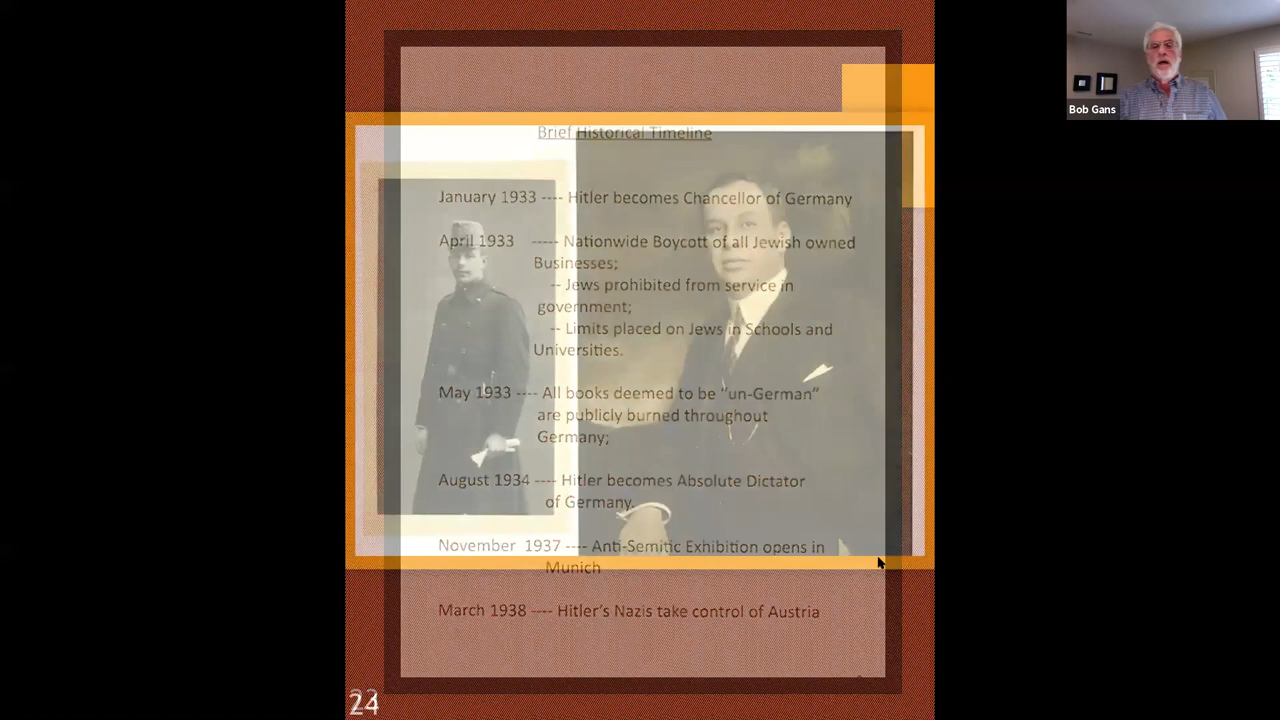 Bob Gans
Brief Historical Timeline
January 1933 ---- Hitler becomes Chancellor of Germany
April 1933 ----- Nationwide Boycott of all Jewish owned
Businesses;
-- Jews prohibited from service in
government;
-- Limits placed on Jews in Schools and
Universities.
May 1933 ---- All books deemed to be “un-German”
are publicly burned throughout
Germany;
August 1934 ---- Hitler becomes Absolute Dictator
of Germany.
November 1937 ---- Anti-Semitic Exhibition opens in
Munich
March 1938 ---- Hitler’s Nazis take control of Austria
24